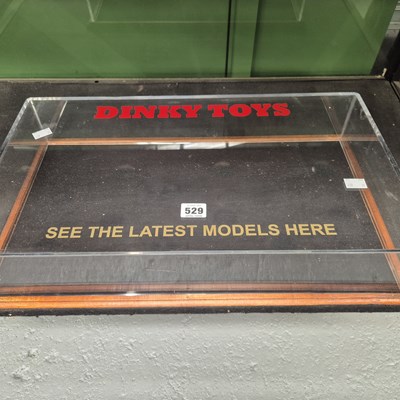 DINKY TOYS
529
SEE THE LATEST MODELS HERE